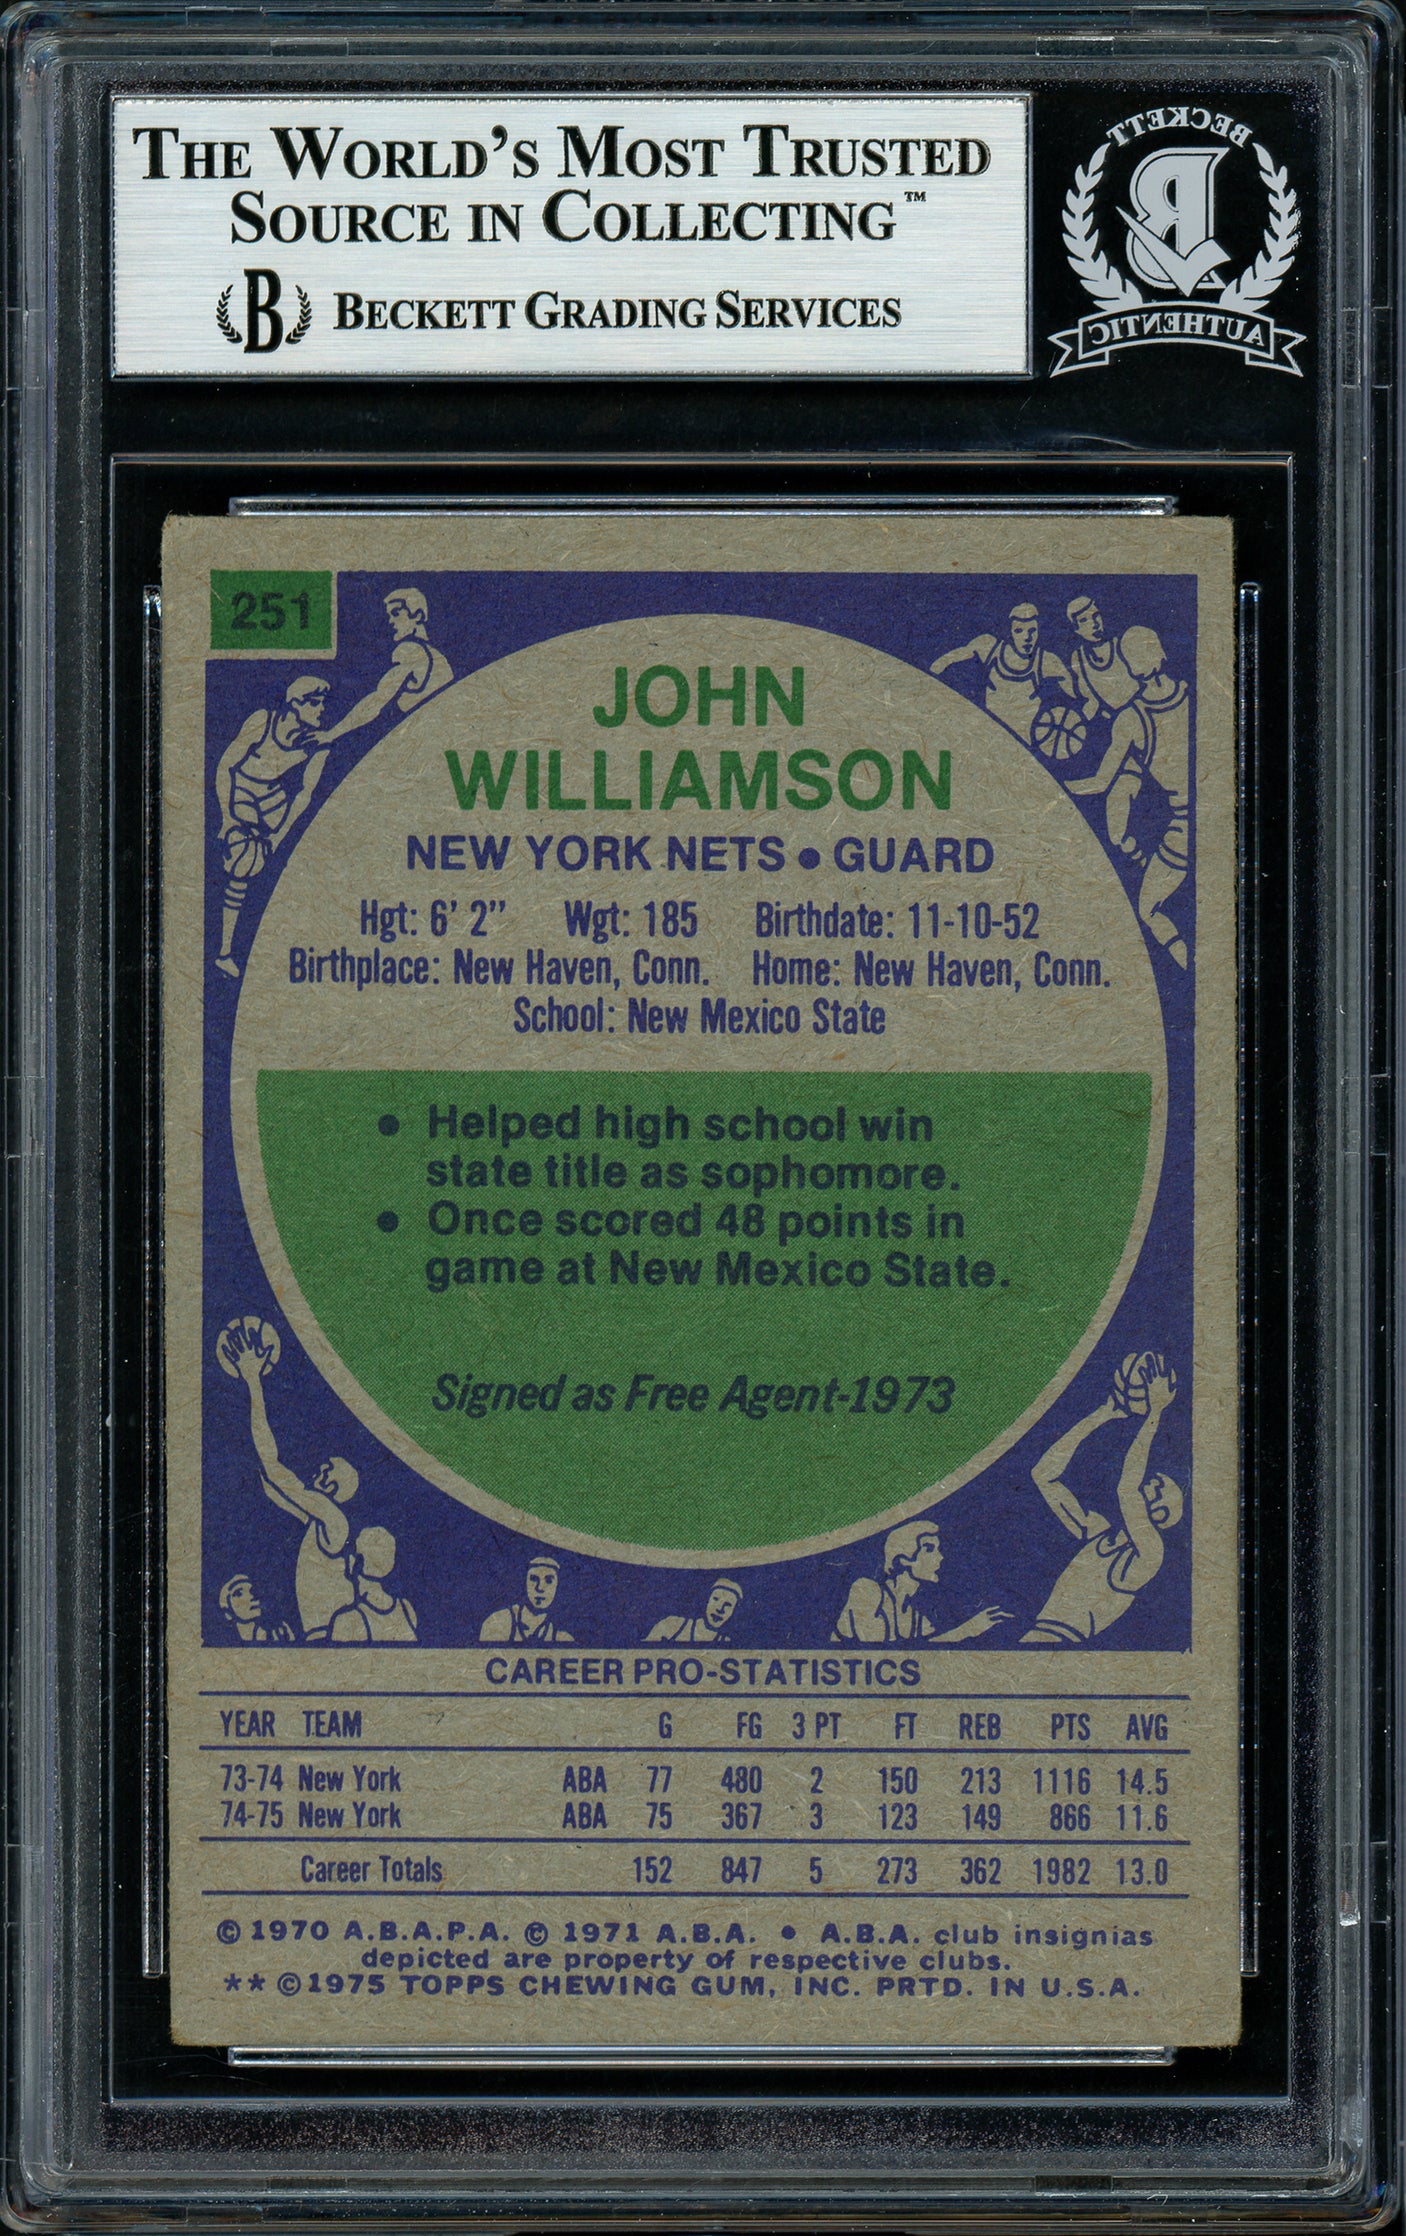 THE WORLD'S MOST TRUSTED
SOURCE IN COLLECTING™
B BECKETT GRADING SERVICES
BECKETT
B
AUTHENTIC
251
JOHN
WILLIAMSON
NEW YORK NETS • GUARD
Hgt: 6' 2" Wgt: 185 Birthdate: 11-10-52
Birthplace: New Haven, Conn. Home: New Haven, Conn.
School: New Mexico State
• Helped high school win
state title as sophomore.
• Once scored 48 points in
game at New Mexico State.
Signed as Free Agent-1973
CAREER PRO-STATISTICS
YEAR TEAM G FG 3 PT FT REB PTS AVG
73-74 New York ABA 77 480 2 150 213 1116 14.5
74-75 New York ABA 75 367 3 123 149 866 11.6
Career Totals 152 847 5 273 362 1982 13.0
© 1970 A.B.A.P.A. © 1971 A.B.A. • A.B.A. club insignias
depicted are property of respective clubs.
** © 1975 TOPPS CHEWING GUM, INC. PRTD. IN U.S.A.